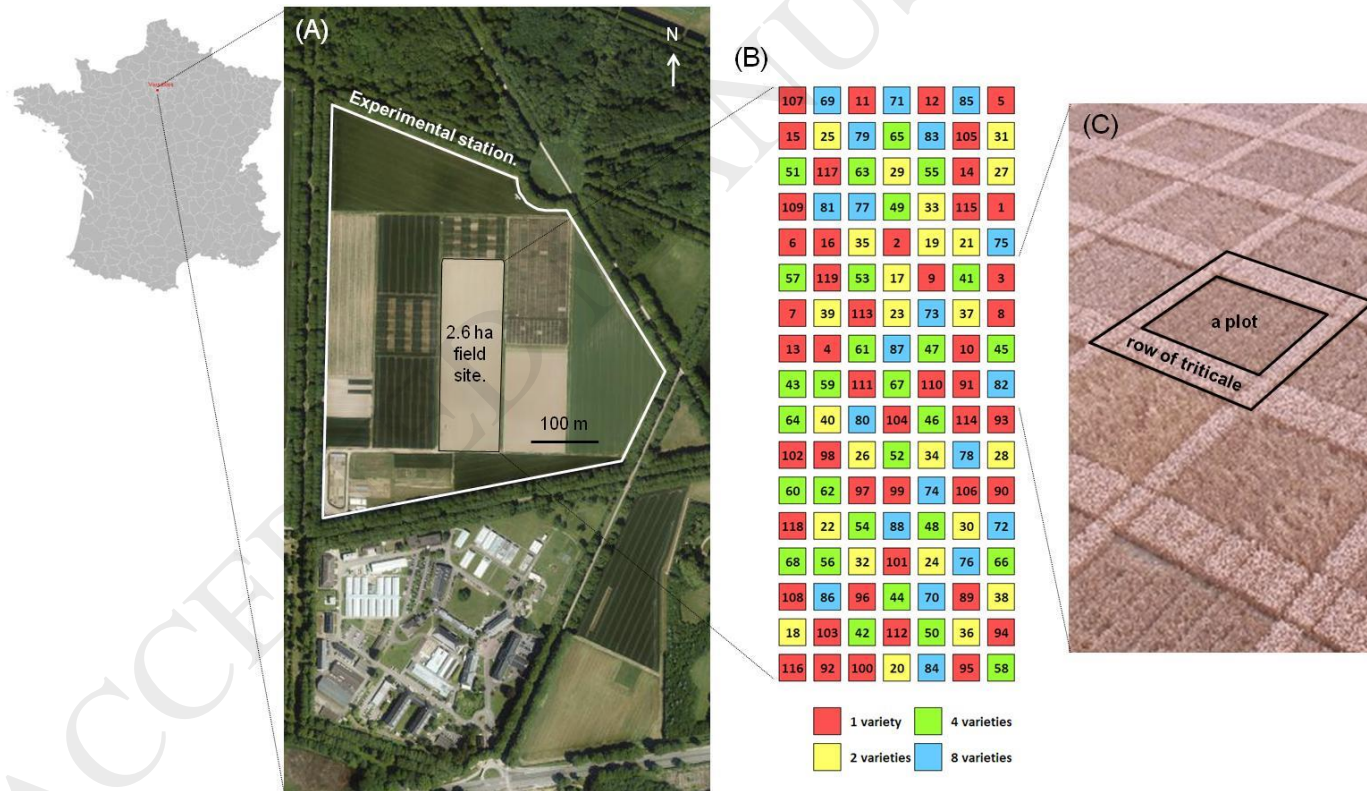 (A)
N
Experimental station.
2.6 ha
field
site.
100 m
(B)
107 69 11 71 12 85 5
15 25 79 65 83 105 31
51 117 63 29 55 14 27
109 81 77 49 33 115 1
6 16 35 2 19 21 75
57 119 53 17 9 41 3
7 39 113 23 73 37 8
13 4 61 87 47 10 45
43 59 111 67 110 91 82
64 40 80 104 46 114 93
102 98 26 52 34 78 28
60 62 97 99 74 106 90
118 22 54 88 48 30 72
68 56 32 101 24 76 66
108 86 96 44 70 89 38
18 103 42 112 50 36 94
116 92 100 20 84 95 58
1 variety 4 varieties
2 varieties 8 varieties
(C)
a plot
row of triticale